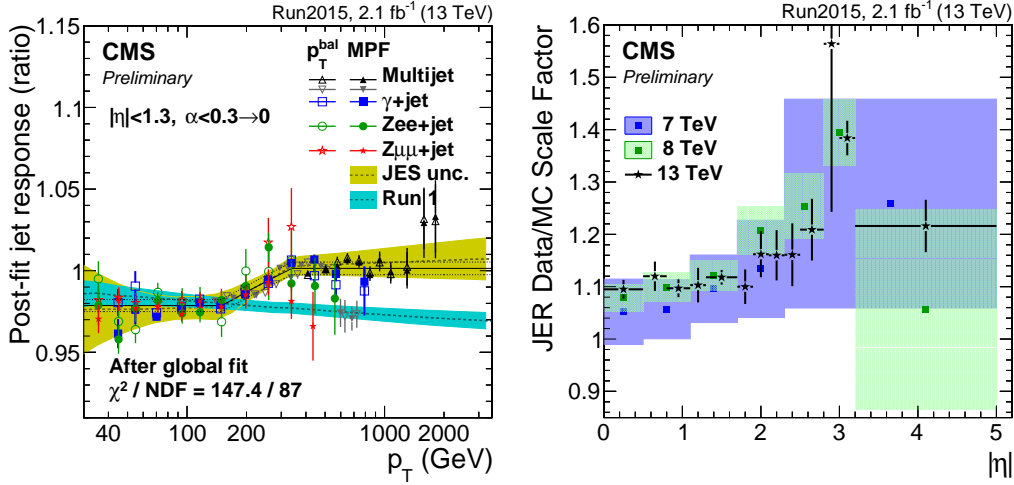 Run2015, 2.1 fb⁻¹ (13 TeV)
CMS
Preliminary
|η|<1.3, α<0.3→0
p_T^bal MPF
Multijet
γ+jet
Zee+jet
Zμμ+jet
JES unc.
Run 1
After global fit
χ² / NDF = 147.4 / 87
Post-fit jet response (ratio)
1.15
1.1
1.05
1
0.95
30 40 100 200 1000 2000
p_T (GeV)
Run2015, 2.1 fb⁻¹ (13 TeV)
CMS
Preliminary
7 TeV
8 TeV
13 TeV
JER Data/MC Scale Factor
1.6
1.5
1.4
1.3
1.2
1.1
1
0.9
0 1 2 3 4 5
|η|